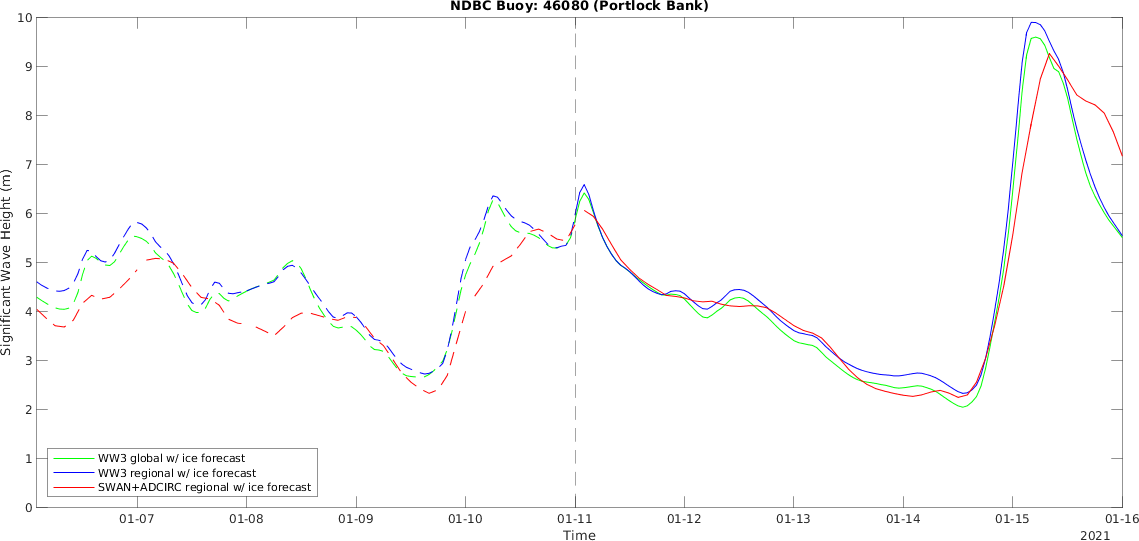 NDBC Buoy: 46080 (Portlock Bank)
10
9
8
7
6
5
4
3
2
1
0
Significant Wave Height (m)
WW3 global w/ ice forecast
WW3 regional w/ ice forecast
SWAN+ADCIRC regional w/ ice forecast
01-07 01-08 01-09 01-10 01-11 01-12 01-13 01-14 01-15 01-16
Time
2021